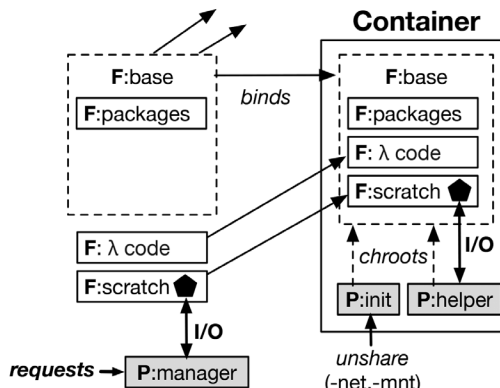 Container
F:base
binds
F:base
F:packages
F:packages
F: λ code
F:scratch
F: λ code
I/O
F:scratch
chroots
P:init
P:helper
I/O
unshare
(-net,-mnt)
requests
P:manager